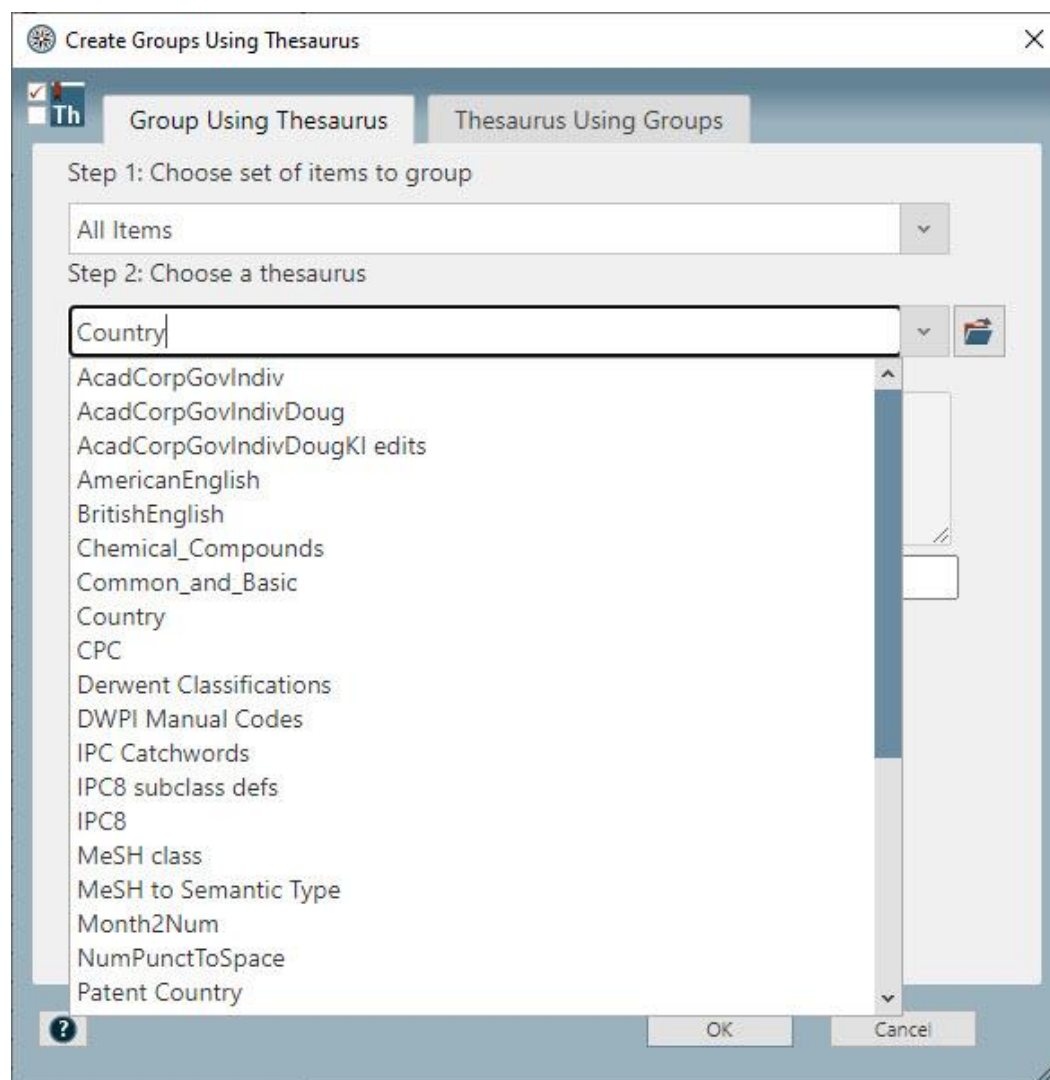 Create Groups Using Thesaurus
Th
Group Using Thesaurus
Thesaurus Using Groups
Step 1: Choose set of items to group
All Items
Step 2: Choose a thesaurus
Country
AcadCorpGovIndiv
AcadCorpGovIndivDoug
AcadCorpGovIndivDougKI edits
AmericanEnglish
BritishEnglish
Chemical_Compounds
Common_and_Basic
Country
CPC
Derwent Classifications
DWPI Manual Codes
IPC Catchwords
IPC8 subclass defs
IPC8
MeSH class
MeSH to Semantic Type
Month2Num
NumPunctToSpace
Patent Country
?
OK
Cancel